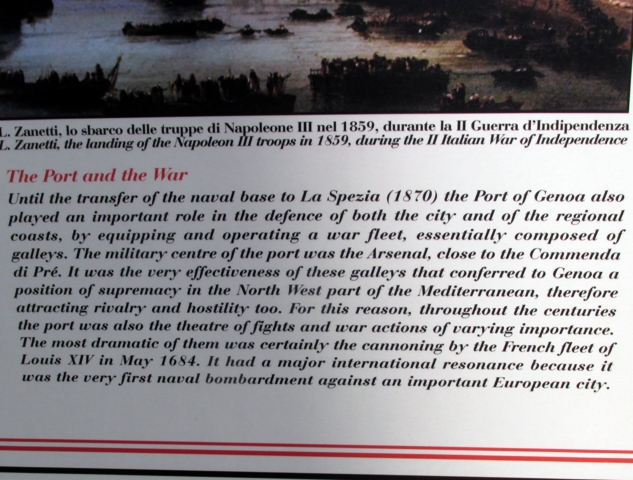 L. Zanetti, lo sbarco delle truppe di Napoleone III nel 1859, durante la II Guerra d'Indipendenza
L. Zanetti, the landing of the Napoleon III troops in 1859, during the II Italian War of Independence
The Port and the War
Until the transfer of the naval base to La Spezia (1870) the Port of Genoa also
played an important role in the defence of both the city and of the regional
coasts, by equipping and operating a war fleet, essentially composed of
galleys. The military centre of the port was the Arsenal, close to the Commenda
di Pré. It was the very effectiveness of these galleys that conferred to Genoa a
position of supremacy in the North West part of the Mediterranean, therefore
attracting rivalry and hostility too. For this reason, throughout the centuries
the port was also the theatre of fights and war actions of varying importance.
The most dramatic of them was certainly the cannoning by the French fleet of
Louis XIV in May 1684. It had a major international resonance because it
was the very first naval bombardment against an important European city.